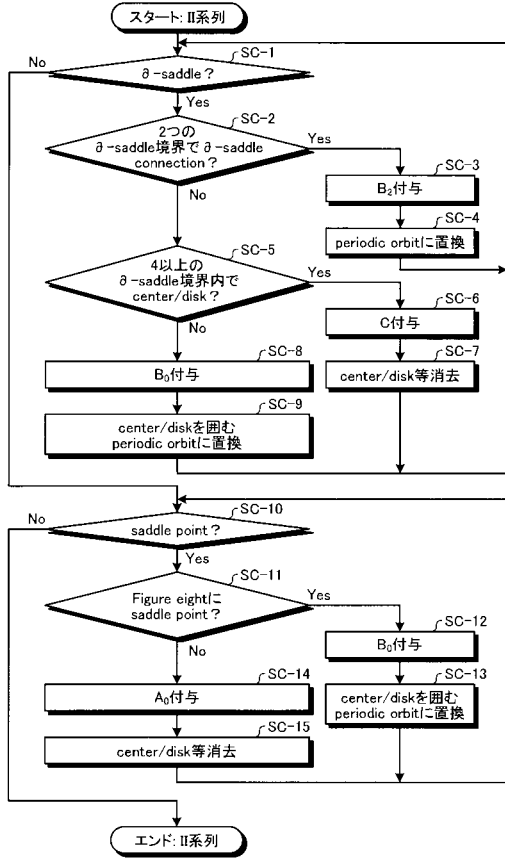 スタート: II系列
SC-1
∂-saddle?
No
Yes
SC-2
2つの
∂-saddle境界で∂-saddle
connection?
Yes
No
SC-3
B₂付与
SC-4
periodic orbitに置換
SC-5
4以上の
∂-saddle境界内で
center/disk?
Yes
No
SC-6
C付与
SC-7
center/disk等消去
SC-8
B₀付与
SC-9
center/diskを囲む
periodic orbitに置換
SC-10
saddle point?
No
Yes
SC-11
Figure eightに
saddle point?
Yes
No
SC-12
B₀付与
SC-13
center/diskを囲む
periodic orbitに置換
SC-14
A₀付与
SC-15
center/disk等消去
エンド: II系列